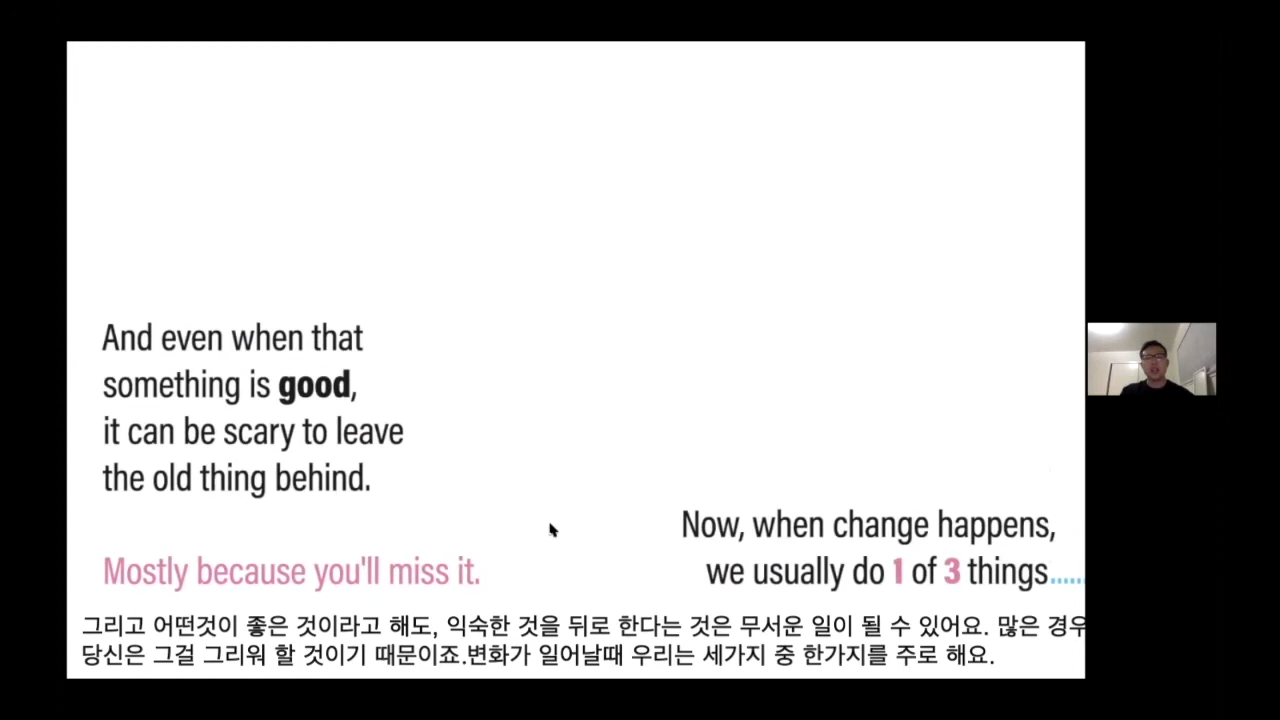 And even when that
something is good,
it can be scary to leave
the old thing behind.
Mostly because you'll miss it.
Now, when change happens,
we usually do 1 of 3 things......
그리고 어떤것이 좋은 것이라고 해도, 익숙한 것을 뒤로 한다는 것은 무서운 일이 될 수 있어요. 많은 경우
당신은 그걸 그리워 할 것이기 때문이죠.변화가 일어날때 우리는 세가지 중 한가지를 주로 해요.